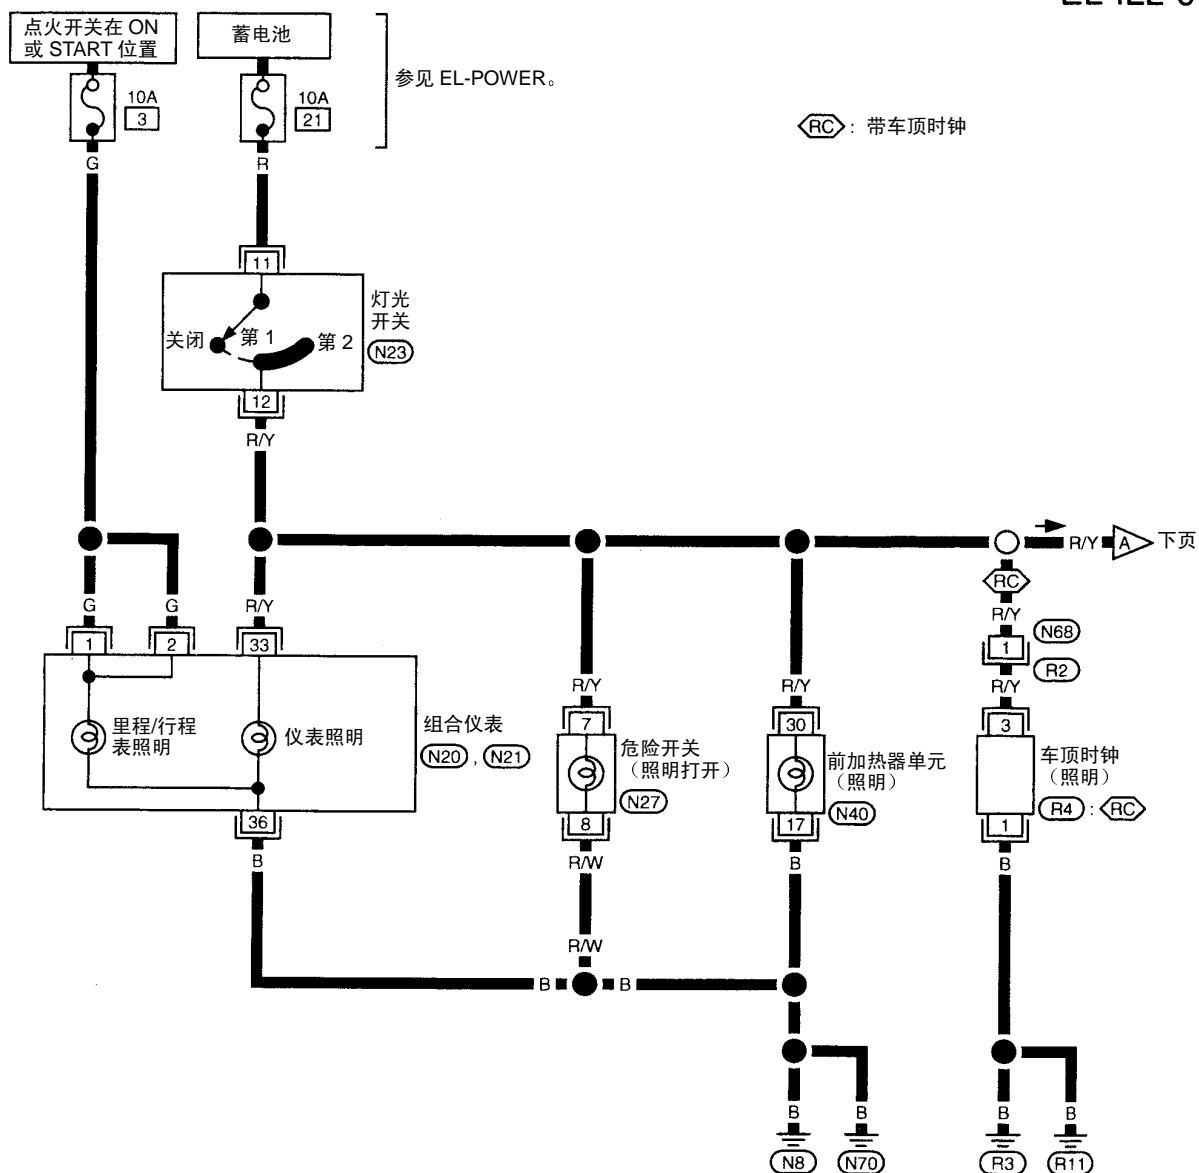 点火开关在 ON
或 START 位置
蓄电池
参见 EL-POWER。
10A
3
10A
21
RC : 带车顶时钟
G
R
11
灯光
开关
N23
关闭
第 1
第 2
12
R/Y
R/Y
A
下页
RC
G
G
R/Y
R/Y
1
2
33
N68
1
R2
R/Y
R/Y
R/Y
7
30
3
里程/行程
表照明
仪表照明
组合仪表
N20 , N21
危险开关
(照明打开)
N27
前加热器单元
(照明)
N40
车顶时钟
(照明)
R4 : RC
36
8
17
1
B
R/W
B
B
R/W
B
B
B
B
B
B
N8
N70
R3
R11